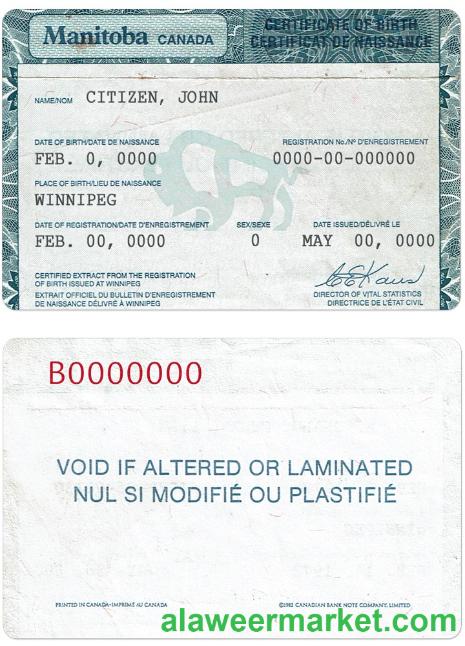 Manitoba CANADA
CERTIFICATE OF BIRTH
CERTIFICAT DE NAISSANCE
NAME/NOM CITIZEN, JOHN
DATE OF BIRTH/DATE DE NAISSANCE REGISTRATION No./Nº D'ENREGISTREMENT
FEB. 0, 0000 0000-00-000000
PLACE OF BIRTH/LIEU DE NAISSANCE
WINNIPEG
DATE OF REGISTRATION/DATE D'ENREGISTREMENT SEX/SEXE DATE ISSUED/DÉLIVRÉ LE
FEB. 00, 0000 0 MAY 00, 0000
CERTIFIED EXTRACT FROM THE REGISTRATION
OF BIRTH ISSUED AT WINNIPEG
EXTRAIT OFFICIEL DU BULLETIN D'ENREGISTREMENT
DE NAISSANCE DÉLIVRÉ À WINNIPEG
DIRECTOR OF VITAL STATISTICS
DIRECTRICE DE L'ÉTAT CIVIL
B0000000
VOID IF ALTERED OR LAMINATED
NUL SI MODIFIÉ OU PLASTIFIÉ
PRINTED IN CANADA-IMPRIMÉ AU CANADA ©1982 CANADIAN BANK NOTE COMPANY, LIMITED
alaweermarket.com